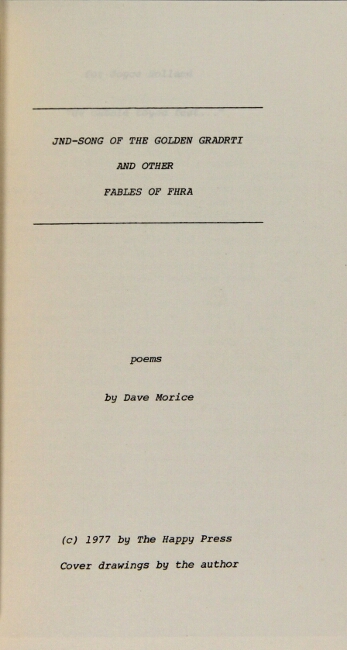 JND-SONG OF THE GOLDEN GRADRTI
AND OTHER
FABLES OF FHRA
poems
by Dave Morice
(c) 1977 by The Happy Press
Cover drawings by the author